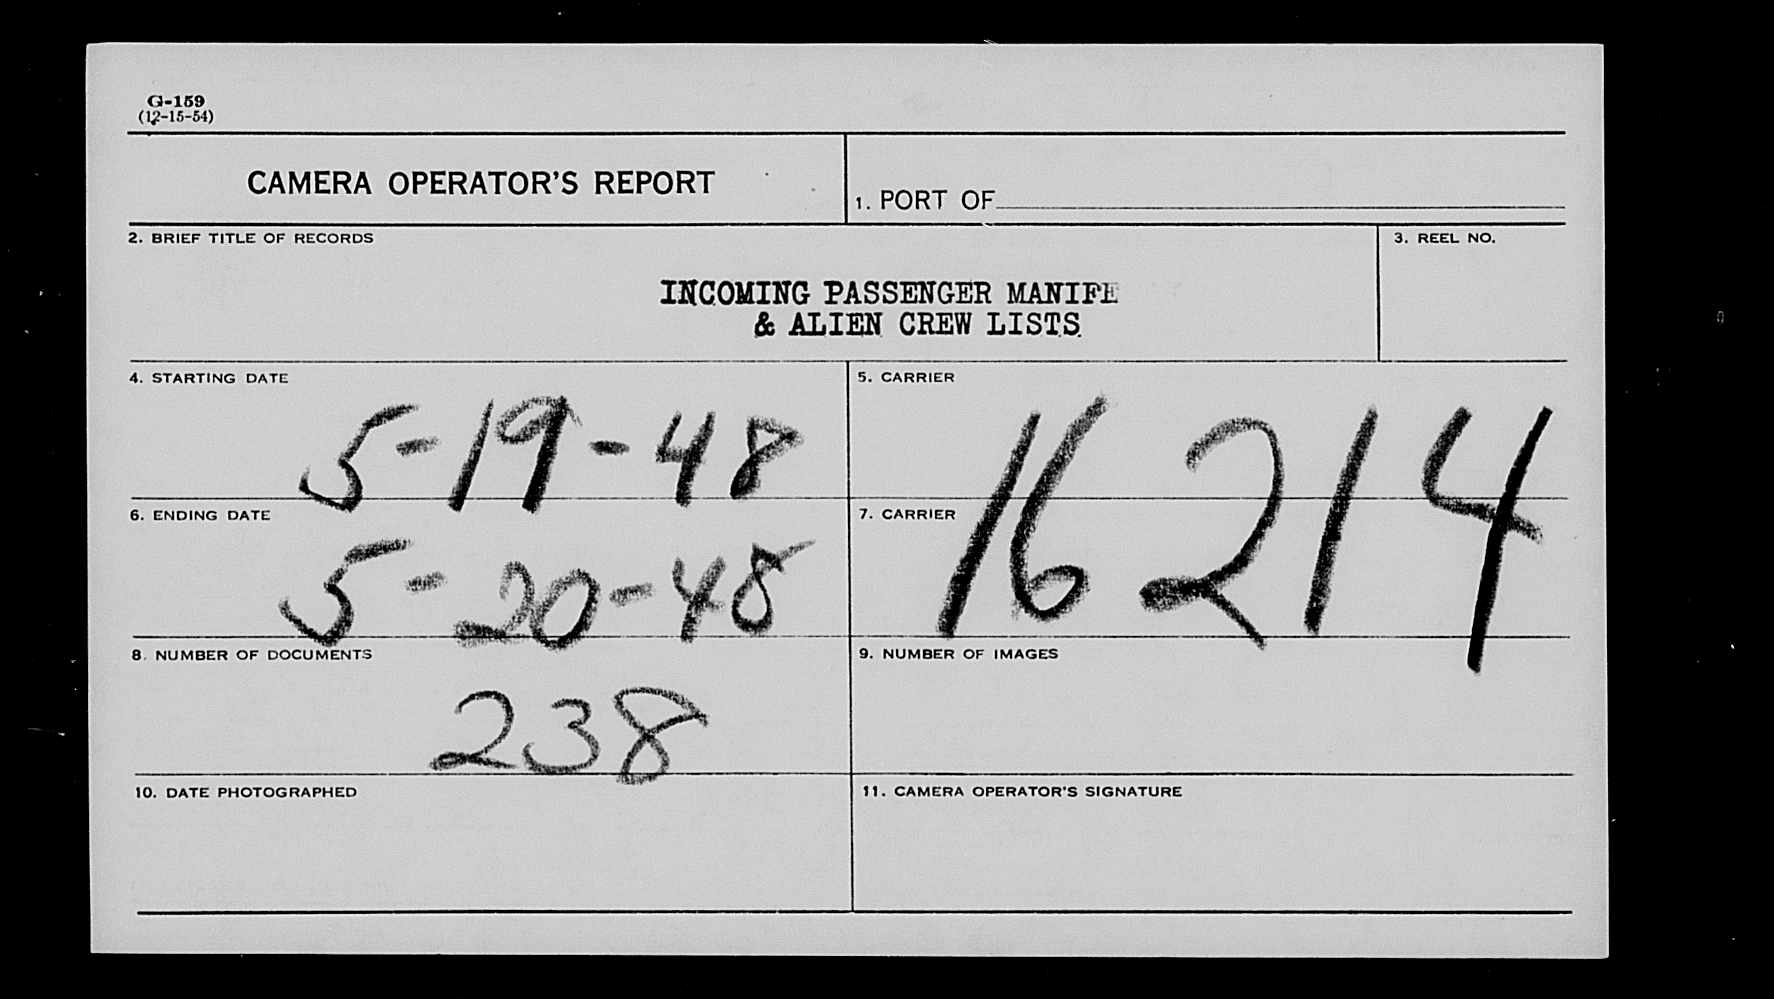 G-159
(12-15-54)
CAMERA OPERATOR'S REPORT
1. PORT OF
2. BRIEF TITLE OF RECORDS
3. REEL NO.
INCOMING PASSENGER MANIFE
& ALIEN CREW LISTS
4. STARTING DATE
5-19-48
5. CARRIER
16214
6. ENDING DATE
5-20-48
7. CARRIER
8. NUMBER OF DOCUMENTS
238
9. NUMBER OF IMAGES
10. DATE PHOTOGRAPHED
11. CAMERA OPERATOR'S SIGNATURE